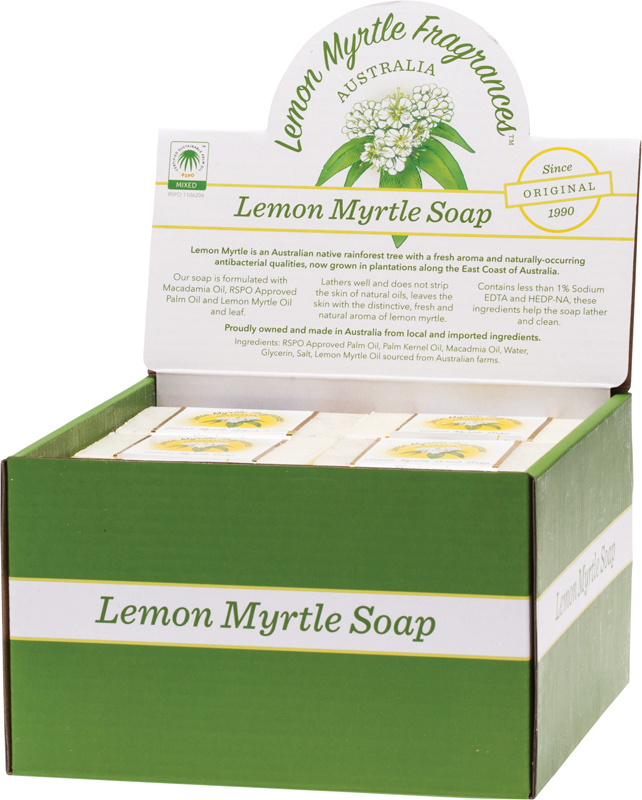 Lemon Myrtle Fragrances™
AUSTRALIA
RSPO
MIXED
RSPO 1106206
Since
ORIGINAL
1990
Lemon Myrtle Soap
Lemon Myrtle is an Australian native rainforest tree with a fresh aroma and naturally-occurring
antibacterial qualities, now grown in plantations along the East Coast of Australia.
Our soap is formulated with
Macadamia Oil, RSPO Approved
Palm Oil and Lemon Myrtle Oil
and leaf.
Lathers well and does not strip
the skin of natural oils, leaves the
skin with the distinctive, fresh and
natural aroma of lemon myrtle.
Contains less than 1% Sodium
EDTA and HEDP-NA, these
ingredients help the soap lather
and clean.
Proudly owned and made in Australia from local and imported ingredients.
Ingredients: RSPO Approved Palm Oil, Palm Kernel Oil, Macadmia Oil, Water,
Glycerin, Salt, Lemon Myrtle Oil sourced from Australian farms.
Lemon Myrtle Soap
Lemon Myrtle Soap